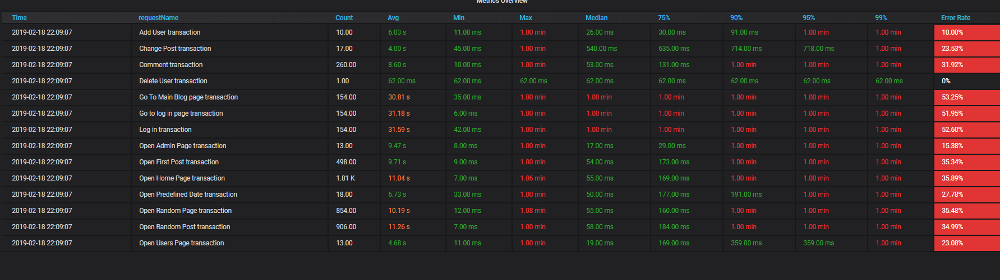 Metrics Overview
Time requestName Count Avg Min Max Median 75% 90% 95% 99% Error Rate
2019-02-18 22:09:07 Add User transaction 10.00 6.03 s 11.00 ms 1.00 min 26.00 ms 30.00 ms 91.00 ms 1.00 min 1.00 min 10.00%
2019-02-18 22:09:07 Change Post transaction 17.00 4.00 s 45.00 ms 1.00 min 540.00 ms 635.00 ms 714.00 ms 718.00 ms 1.00 min 23.53%
2019-02-18 22:09:07 Comment transaction 260.00 8.60 s 10.00 ms 1.00 min 53.00 ms 131.00 ms 1.00 min 1.00 min 1.00 min 31.92%
2019-02-18 22:09:07 Delete User transaction 1.00 62.00 ms 62.00 ms 62.00 ms 62.00 ms 62.00 ms 62.00 ms 62.00 ms 62.00 ms 0%
2019-02-18 22:09:07 Go To Main Blog page transaction 154.00 30.81 s 35.00 ms 1.00 min 1.00 min 1.00 min 1.00 min 1.00 min 1.00 min 53.25%
2019-02-18 22:09:07 Go to log in page transaction 154.00 31.18 s 6.00 ms 1.00 min 1.00 min 1.00 min 1.00 min 1.00 min 1.00 min 51.95%
2019-02-18 22:09:07 Log in transaction 154.00 31.59 s 42.00 ms 1.00 min 1.00 min 1.00 min 1.00 min 1.00 min 1.00 min 52.60%
2019-02-18 22:09:07 Open Admin Page transaction 13.00 9.47 s 8.00 ms 1.00 min 17.00 ms 29.00 ms 1.00 min 1.00 min 1.00 min 15.38%
2019-02-18 22:09:07 Open First Post transaction 498.00 9.71 s 9.00 ms 1.00 min 54.00 ms 173.00 ms 1.00 min 1.00 min 1.00 min 35.34%
2019-02-18 22:09:07 Open Home Page transaction 1.81 K 11.04 s 7.00 ms 1.06 min 55.00 ms 169.00 ms 1.00 min 1.00 min 1.00 min 35.89%
2019-02-18 22:09:07 Open Predefined Date transaction 18.00 6.73 s 33.00 ms 1.00 min 50.00 ms 177.00 ms 191.00 ms 1.00 min 1.00 min 27.78%
2019-02-18 22:09:07 Open Random Page transaction 854.00 10.19 s 12.00 ms 1.08 min 55.00 ms 160.00 ms 1.00 min 1.00 min 1.00 min 35.48%
2019-02-18 22:09:07 Open Random Post transaction 906.00 11.26 s 7.00 ms 1.00 min 58.00 ms 184.00 ms 1.00 min 1.00 min 1.00 min 34.99%
2019-02-18 22:09:07 Open Users Page transaction 13.00 4.68 s 11.00 ms 1.00 min 19.00 ms 169.00 ms 359.00 ms 359.00 ms 1.00 min 23.08%